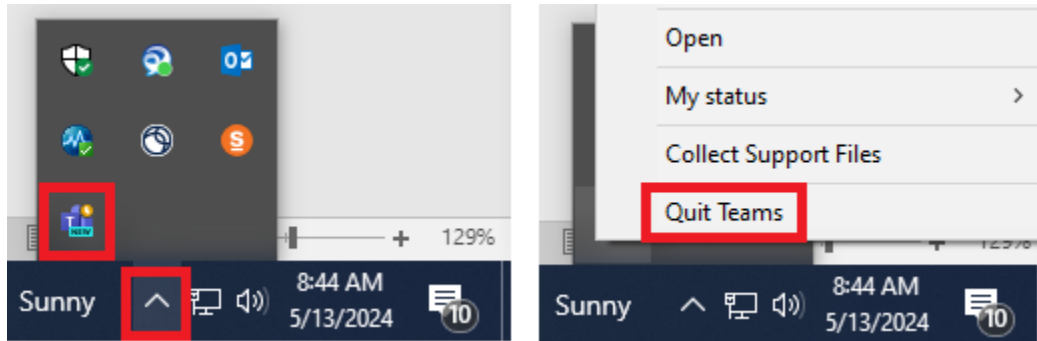 O
S
T
NEW
129%
Sunny
8:44 AM
5/13/2024
10
Open
My status
Collect Support Files
Quit Teams
Sunny
8:44 AM
5/13/2024
10